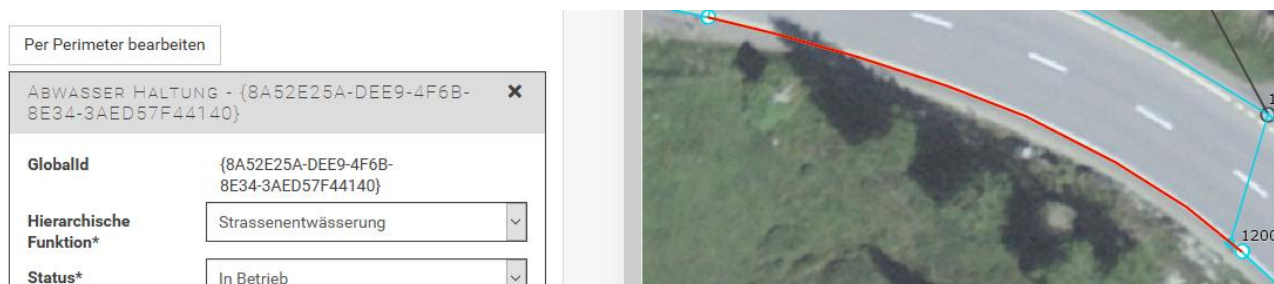 Per Perimeter bearbeiten
ABWASSER HALTUNG - {8A52E25A-DEE9-4F6B-
8E34-3AED57F44140}
GlobalId
{8A52E25A-DEE9-4F6B-
8E34-3AED57F44140}
Hierarchische
Funktion*
Strassenentwässerung
Status*
In Betrieb
1
1200